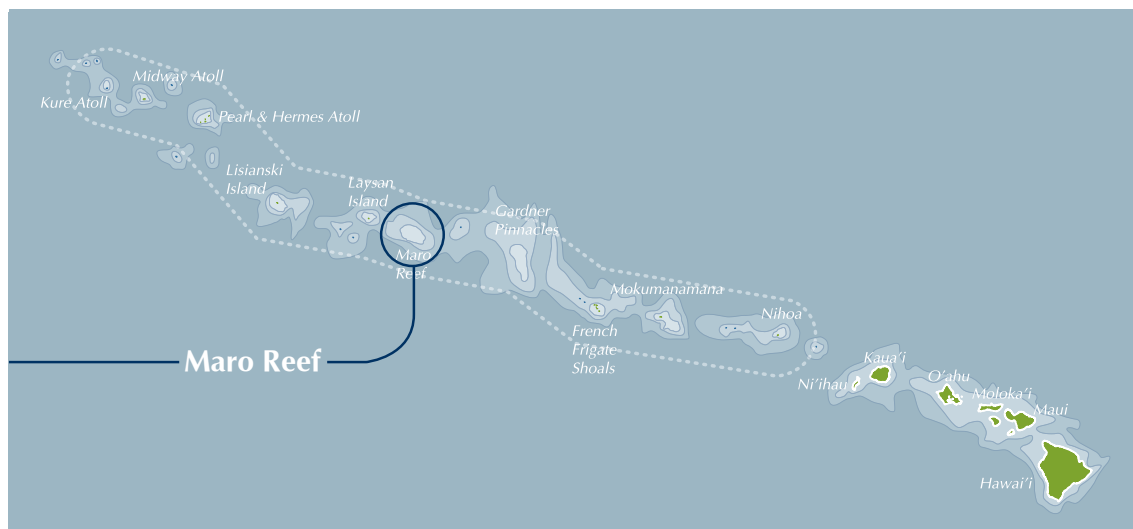 Midway Atoll
Kure Atoll
Pearl & Hermes Atoll
Lisianski
Island
Laysan
Island
Gardner
Pinnacles
Maro
Reef
Mokumanamana
Nihoa
French
Frigate
Shoals
Maro Reef
Kaua'i
Ni'ihau
O'ahu
Moloka'i
Maui
Hawai'i